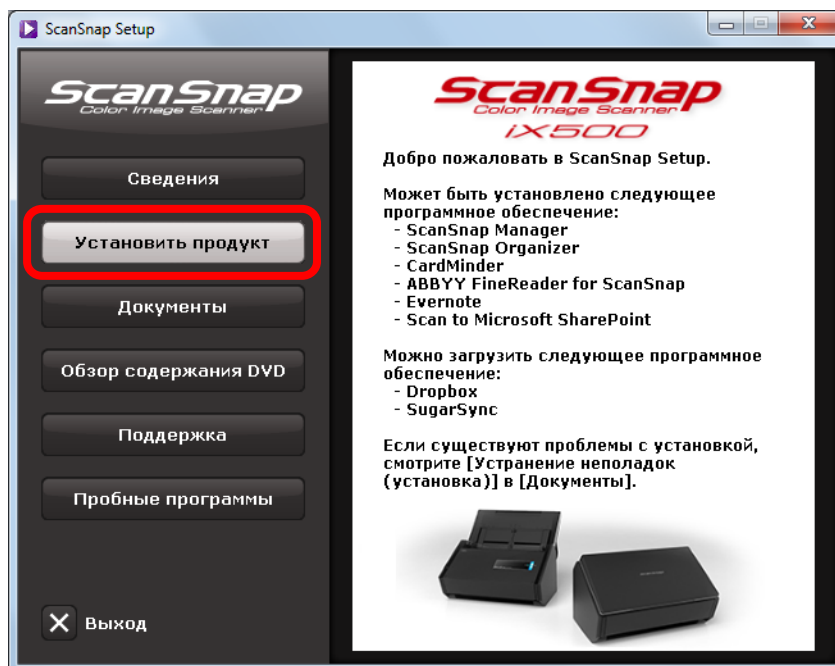 ScanSnap Setup
ScanSnap
Color Image Scanner
Сведения
Установить продукт
Документы
Обзор содержания DVD
Поддержка
Пробные программы
Выход
ScanSnap
Color Image Scanner
iX500
Добро пожаловать в ScanSnap Setup.
Может быть установлено следующее
программное обеспечение:
- ScanSnap Manager
- ScanSnap Organizer
- CardMinder
- ABBYY FineReader for ScanSnap
- Evernote
- Scan to Microsoft SharePoint
Можно загрузить следующее программное
обеспечение:
- Dropbox
- SugarSync
Если существуют проблемы с установкой,
смотрите [Устранение неполадок
(установка)] в [Документы].